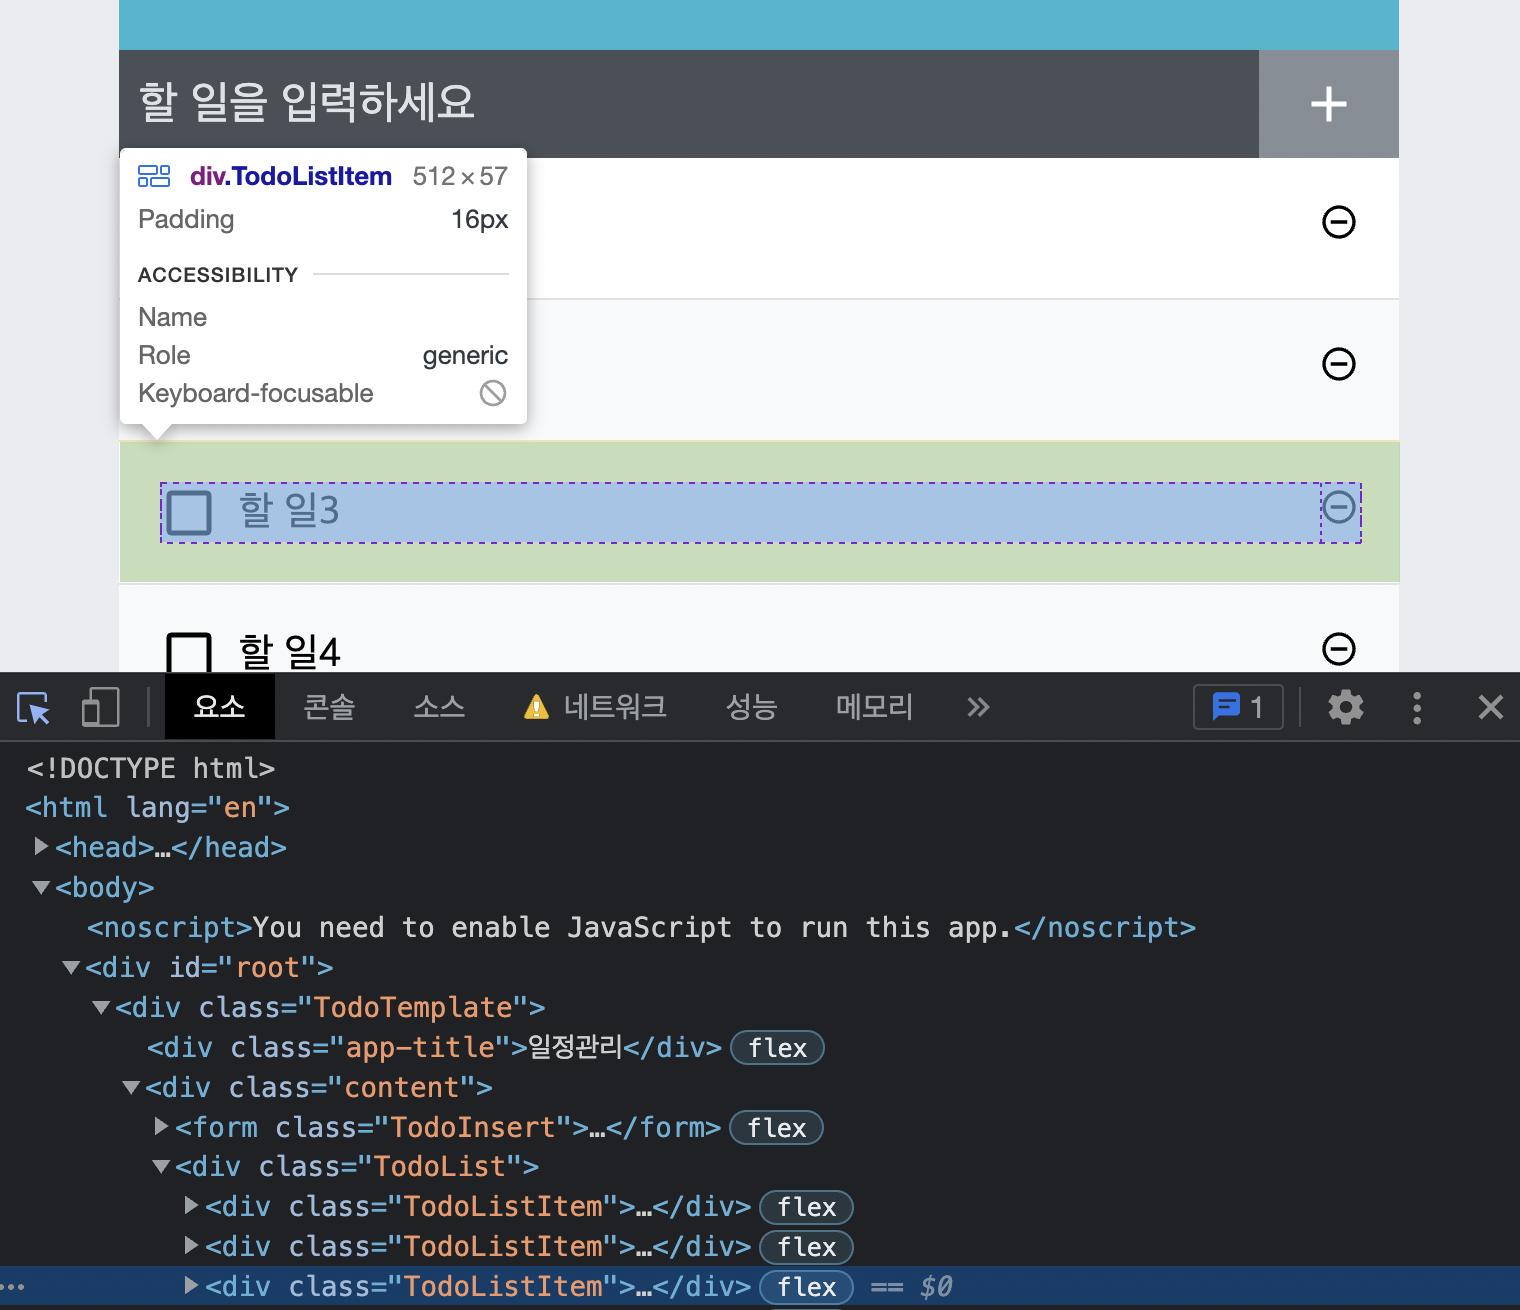 할 일을 입력하세요
div.TodoListItem 512 × 57
Padding 16px
ACCESSIBILITY
Name
Role generic
Keyboard-focusable
할 일3
할 일4
요소 콘솔 소스 네트워크 성능 메모리 » 1
<!DOCTYPE html>
<html lang="en">
<head>…</head>
<body>
<noscript>You need to enable JavaScript to run this app.</noscript>
<div id="root">
<div class="TodoTemplate">
<div class="app-title">일정관리</div> flex
<div class="content">
<form class="TodoInsert">…</form> flex
<div class="TodoList">
<div class="TodoListItem">…</div> flex
<div class="TodoListItem">…</div> flex
<div class="TodoListItem">…</div> flex == $0